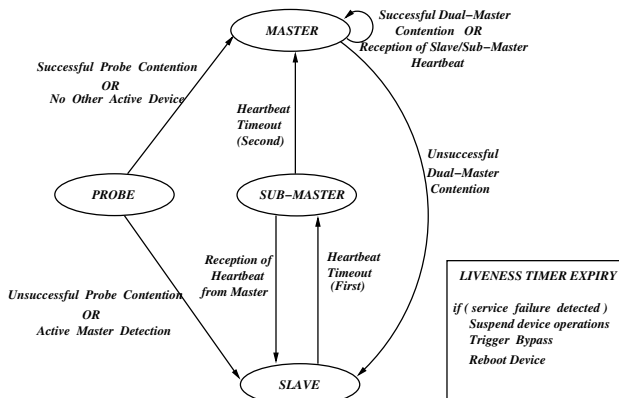 MASTER
Successful Dual-Master
Contention OR
Reception of Slave/Sub-Master
Heartbeat
Successful Probe Contention
OR
No Other Active Device
Heartbeat
Timeout
(Second)
Unsuccessful
Dual-Master
Contention
PROBE
SUB-MASTER
Reception of
Heartbeat
from Master
Heartbeat
Timeout
(First)
Unsuccessful Probe Contention
OR
Active Master Detection
SLAVE
LIVENESS TIMER EXPIRY
if ( service failure detected )
Suspend device operations
Trigger Bypass
Reboot Device